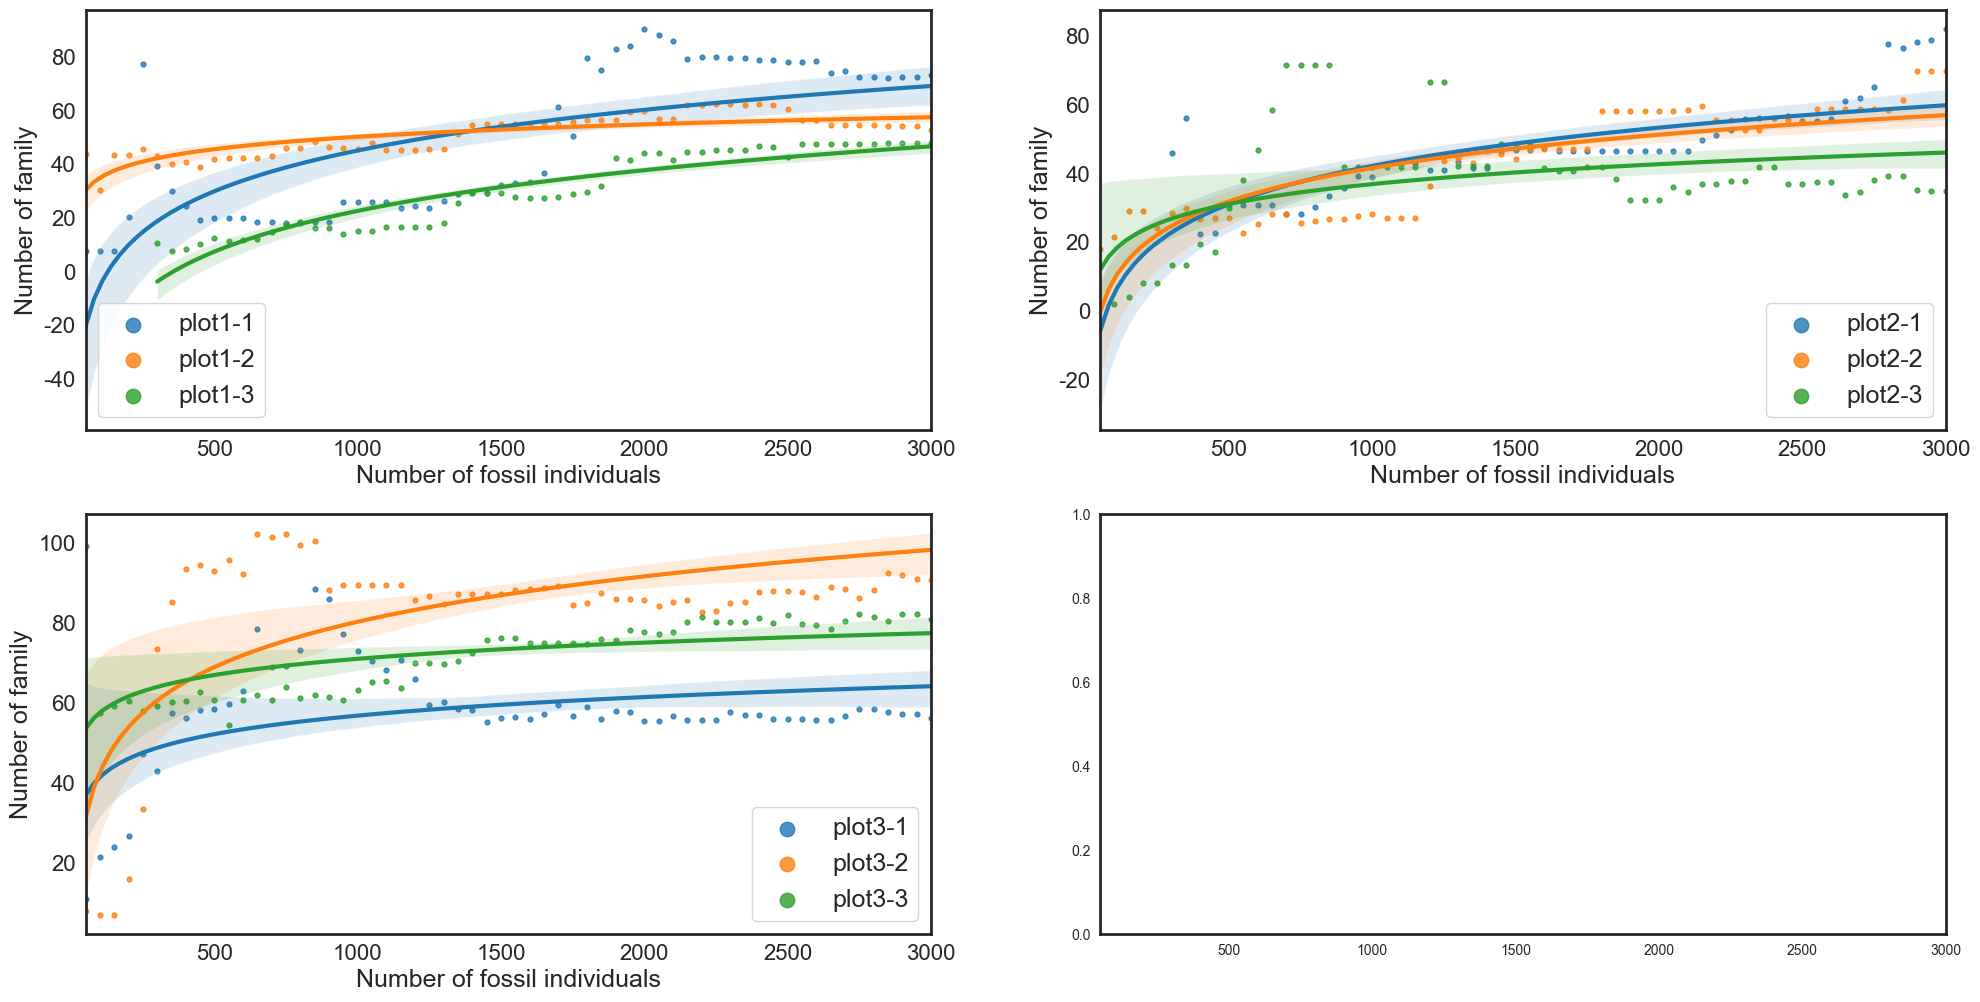 80
60
40
20
0
-20
-40
Number of family
500 1000 1500 2000 2500 3000
Number of fossil individuals
plot1-1
plot1-2
plot1-3
80
60
40
20
0
-20
Number of family
500 1000 1500 2000 2500 3000
Number of fossil individuals
plot2-1
plot2-2
plot2-3
100
80
60
40
20
Number of family
500 1000 1500 2000 2500 3000
Number of fossil individuals
plot3-1
plot3-2
plot3-3
1.0
0.8
0.6
0.4
0.2
0.0
500 1000 1500 2000 2500 3000